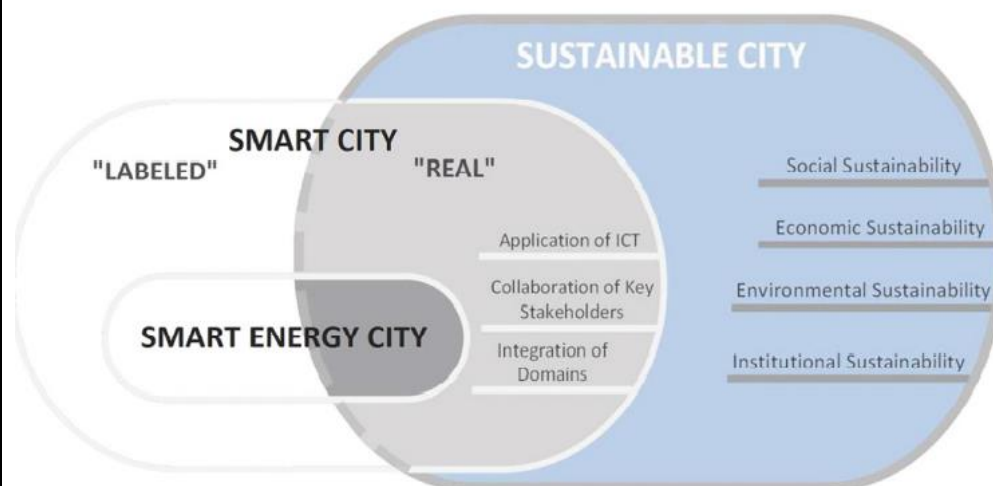 SUSTAINABLE CITY
SMART CITY
"LABELED"
"REAL"
Social Sustainability
Application of ICT
Economic Sustainability
Collaboration of Key
Stakeholders
Environmental Sustainability
SMART ENERGY CITY
Integration of
Domains
Institutional Sustainability